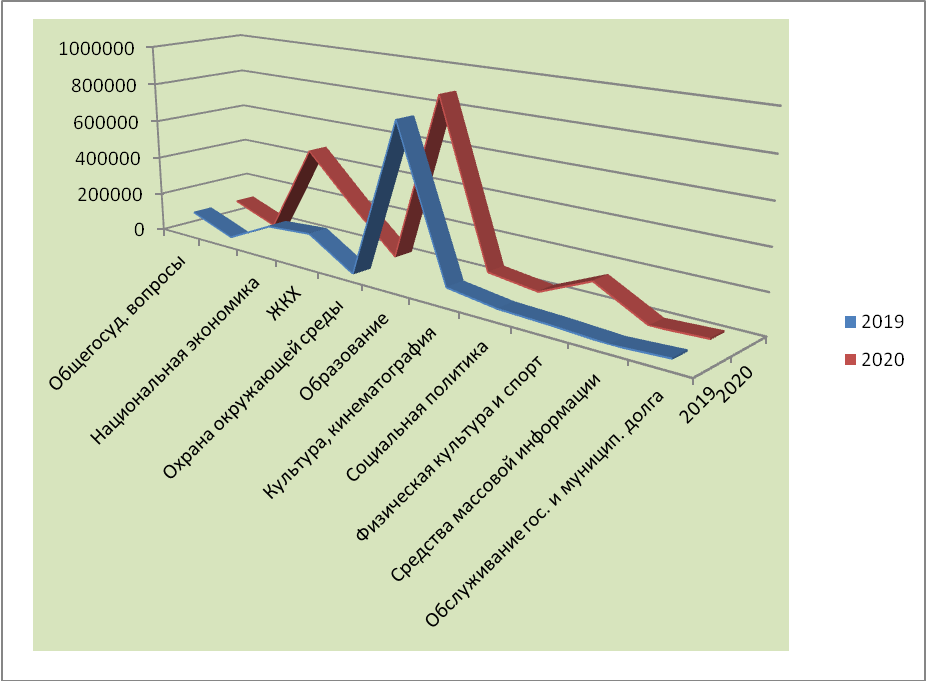 1000000
800000
600000
400000
200000
0
Общегосуд. вопросы
Национальная экономика
ЖКХ
Охрана окружающей среды
Образование
Культура, кинематография
Социальная политика
Физическая культура и спорт
Средства массовой информации
Обслуживание гос. и муницип. долга
2019
2020
2019
2020